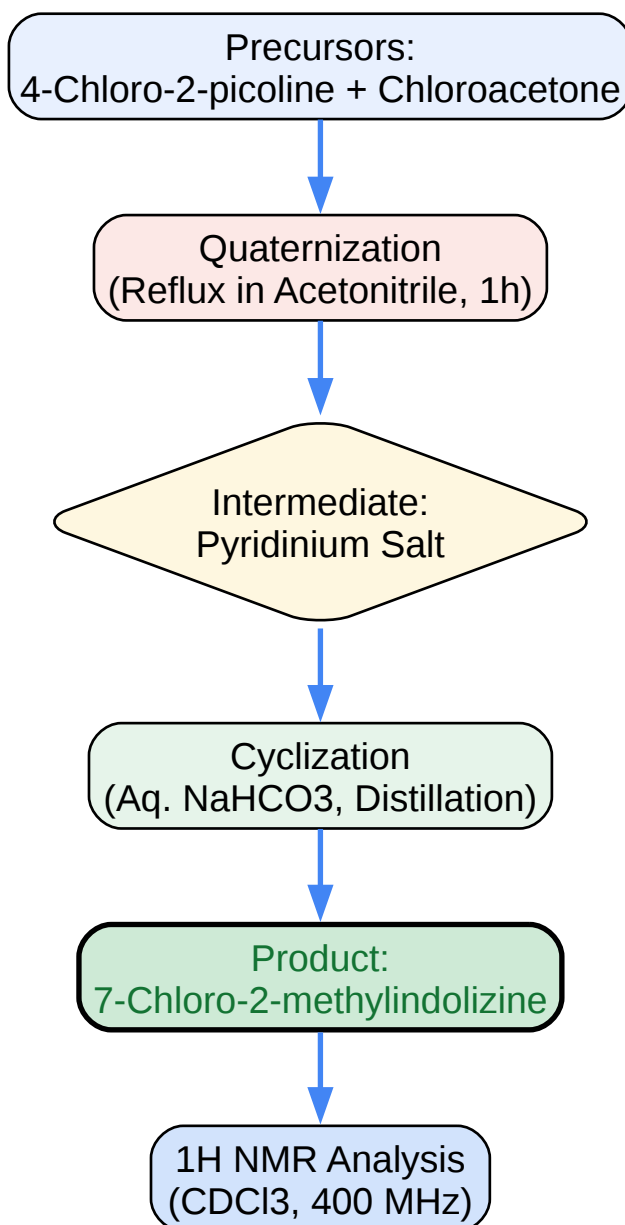 Precursors:
4-Chloro-2-picoline + Chloroacetone
Quaternization
(Reflux in Acetonitrile, 1h)
Intermediate:
Pyridinium Salt
Cyclization
(Aq. NaHCO3, Distillation)
Product:
7-Chloro-2-methylindolizine
1H NMR Analysis
(CDCl3, 400 MHz)